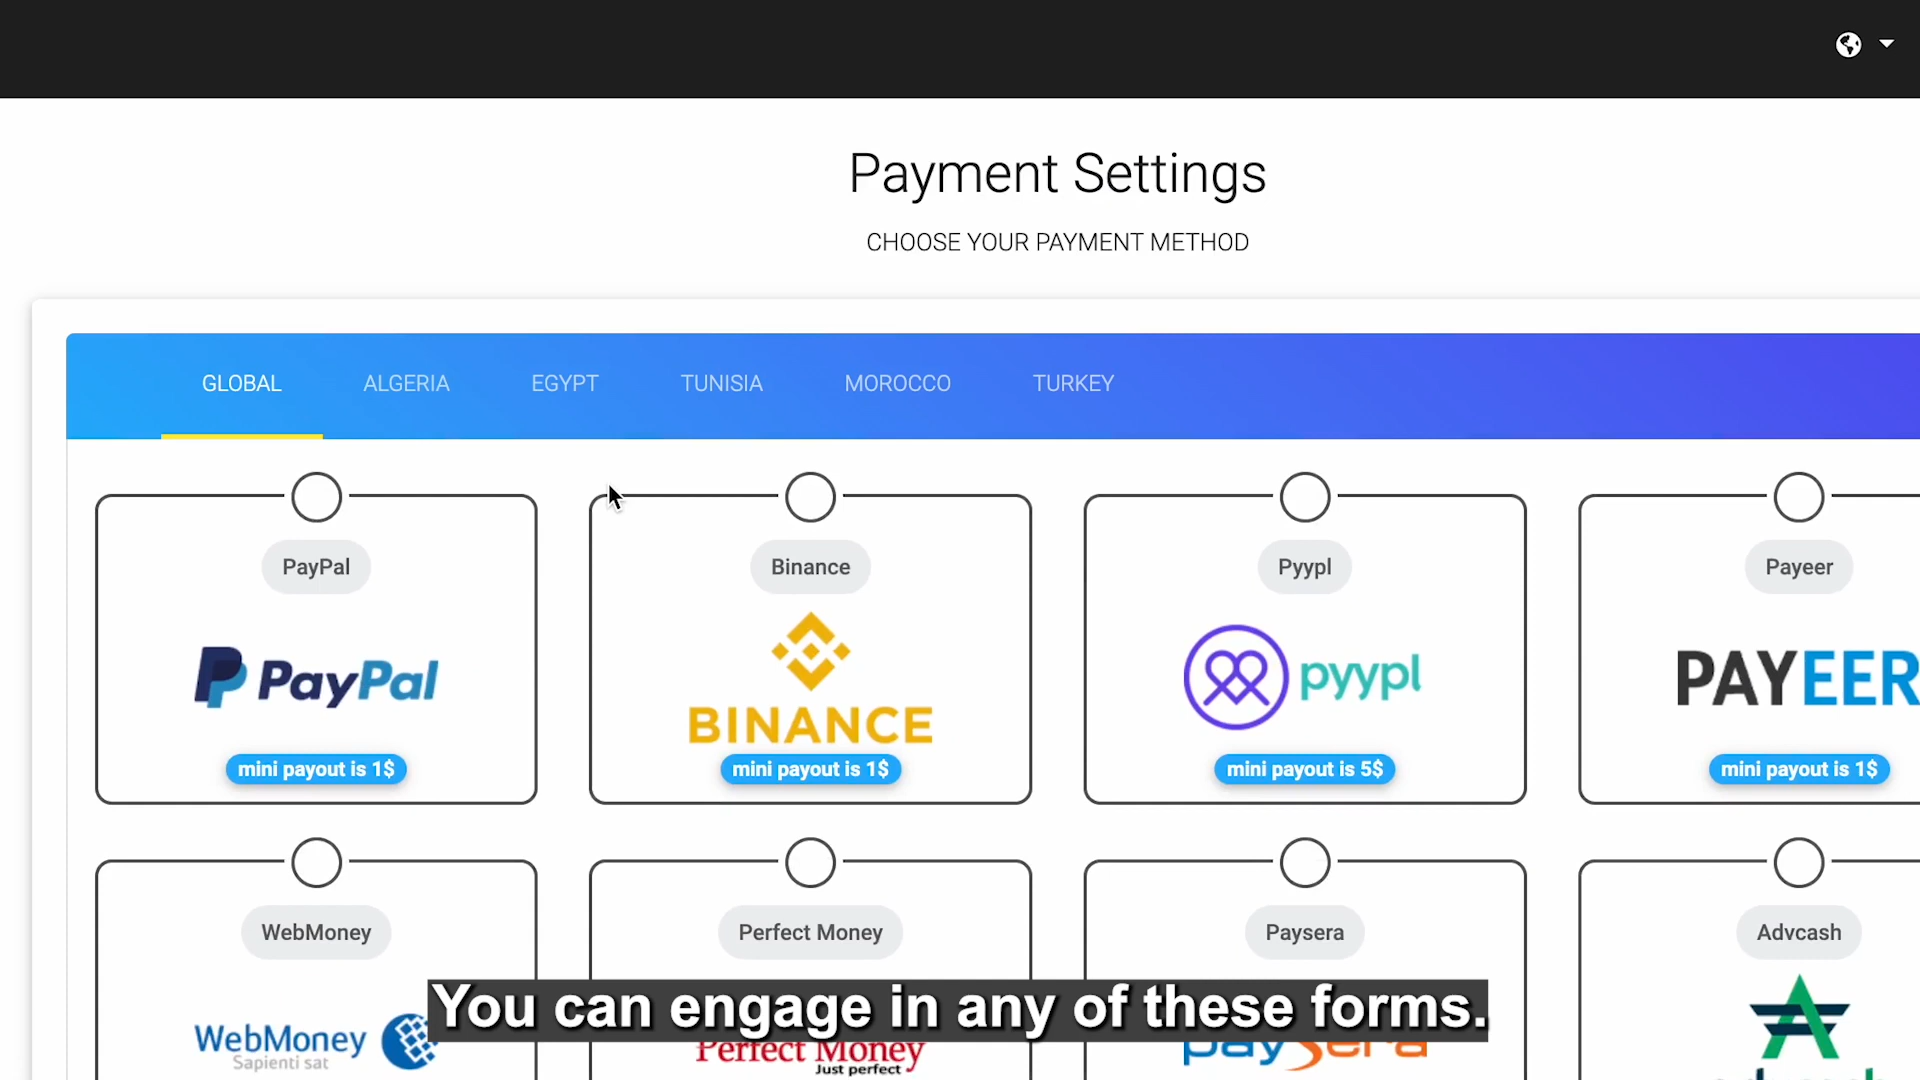 Payment Settings
CHOOSE YOUR PAYMENT METHOD
GLOBAL ALGERIA EGYPT TUNISIA MOROCCO TURKEY
PayPal Binance Pyypl Payeer
PayPal BINANCE pyypl PAYEER
mini payout is 1$ mini payout is 1$ mini payout is 5$ mini payout is 1$
WebMoney Perfect Money Paysera Advcash
You can engage in any of these forms.
WebMoney Perfect Money paysera
Sapienti sat Just perfect